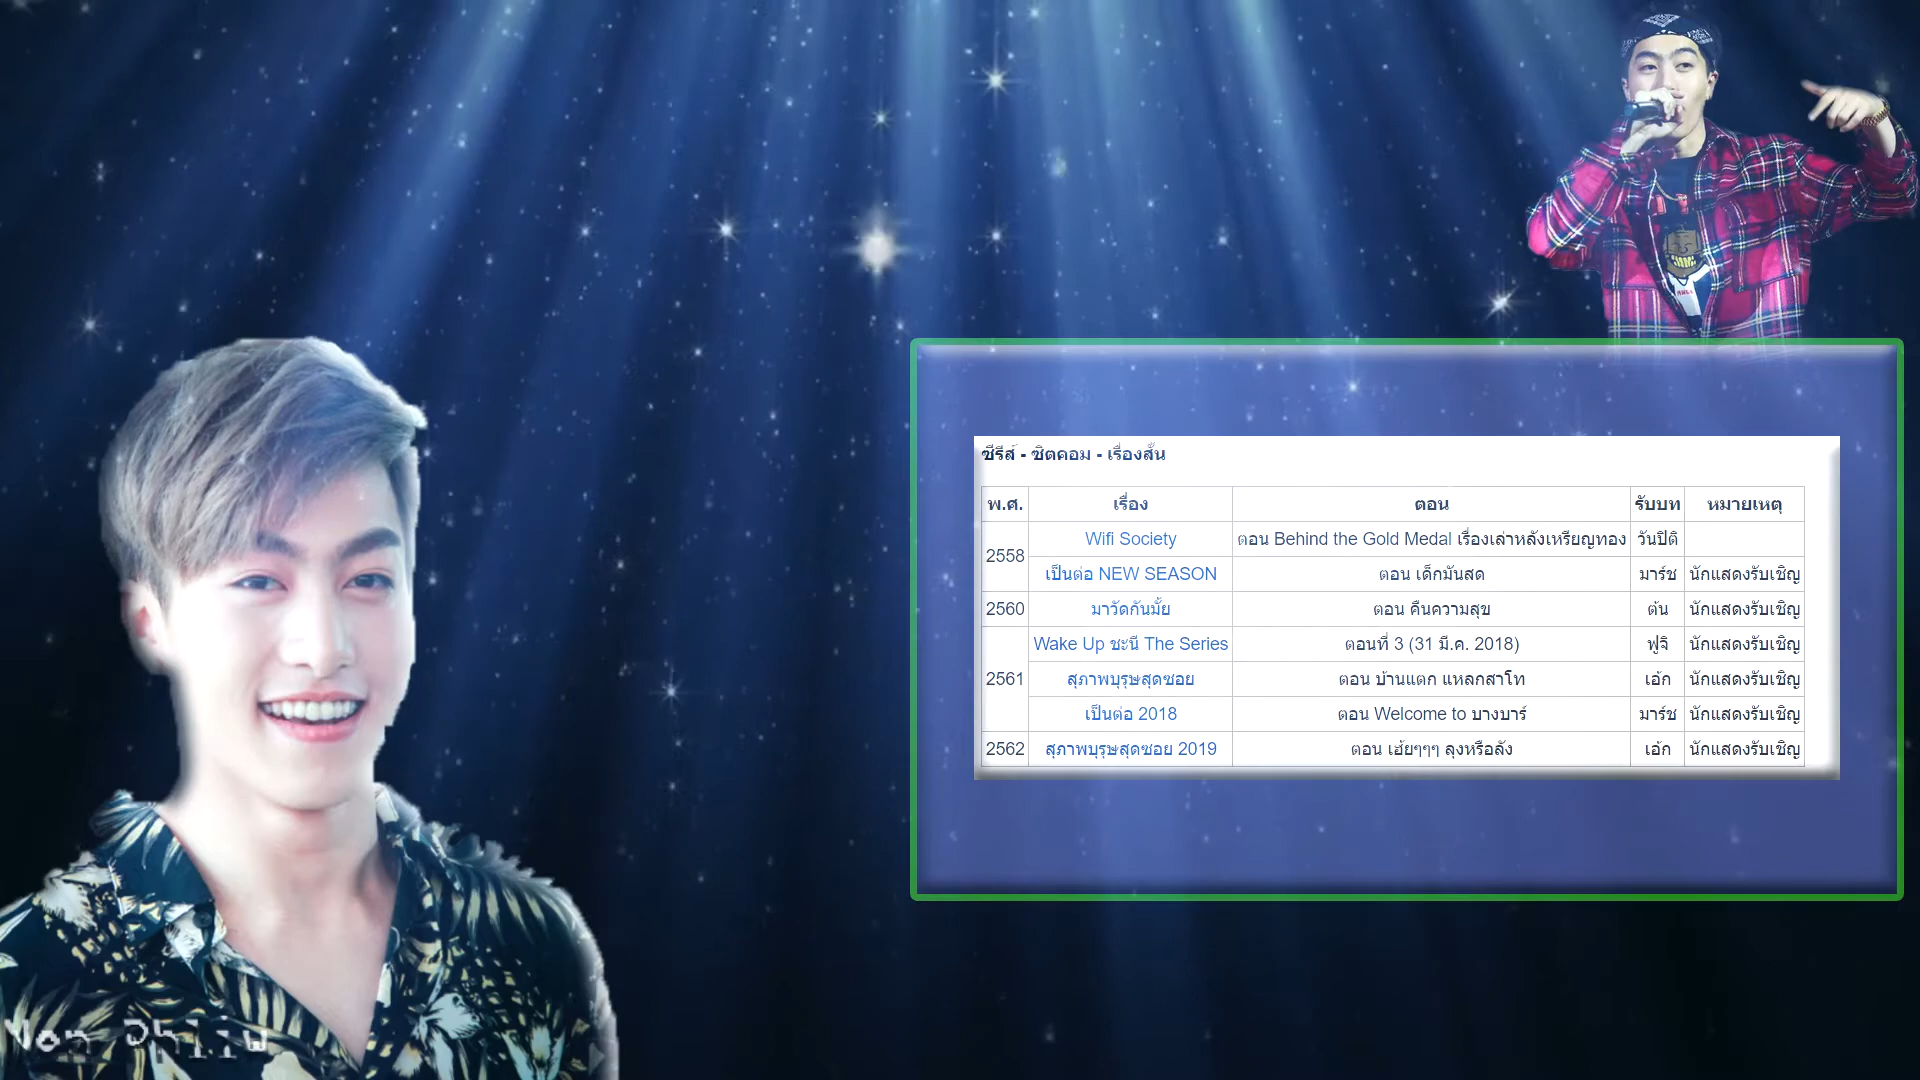 ซีรีส์ - ซิตคอม - เรื่องสั้น
พ.ศ. เรื่อง ตอน รับบท หมายเหตุ
2558 Wifi Society ตอน Behind the Gold Medal เรื่องเล่าหลังเหรียญทอง วันปิติ
เป็นต่อ NEW SEASON ตอน เด็กมันสด มาร์ช นักแสดงรับเชิญ
2560 มาวัดกันมั้ย ตอน คืนความสุข ต้น นักแสดงรับเชิญ
2561 Wake Up ชะนี The Series ตอนที่ 3 (31 มี.ค. 2018) ฟูจิ นักแสดงรับเชิญ
สุภาพบุรุษสุดซอย ตอน บ้านแตก แหลกสาโท เอ้ก นักแสดงรับเชิญ
เป็นต่อ 2018 ตอน Welcome to บางบาร์ มาร์ช นักแสดงรับเชิญ
2562 สุภาพบุรุษสุดซอย 2019 ตอน เฮ้ยๆๆๆ ลุงหรือลัง เอ้ก นักแสดงรับเชิญ